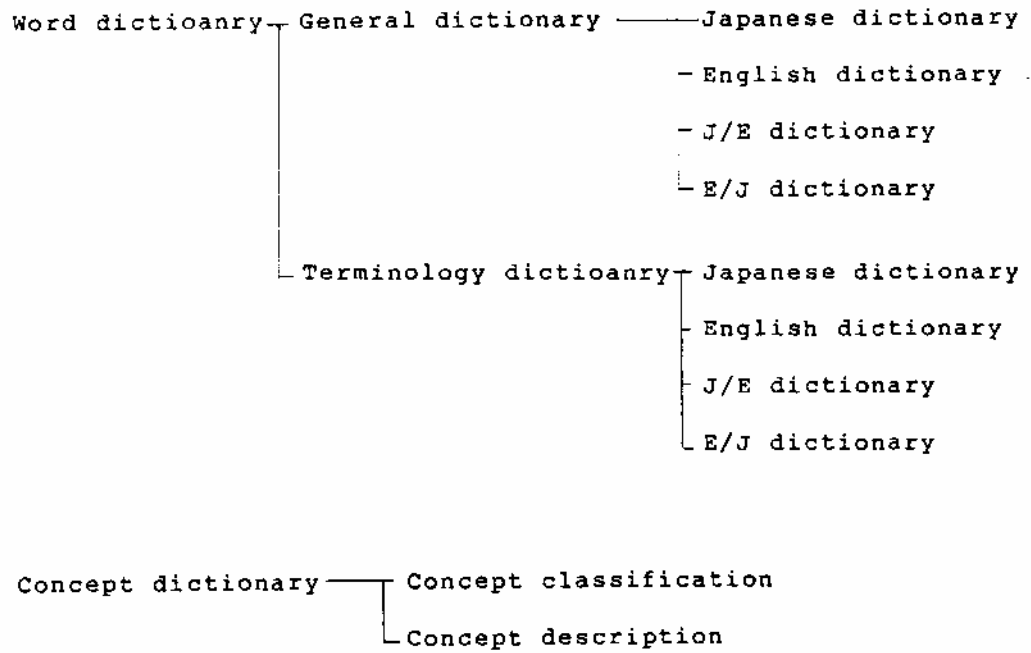 Word dictioanry General dictionary Japanese dictionary
English dictionary
J/E dictionary
E/J dictionary
Terminology dictioanry Japanese dictionary
English dictionary
J/E dictionary
E/J dictionary
Concept dictionary Concept classification
Concept description